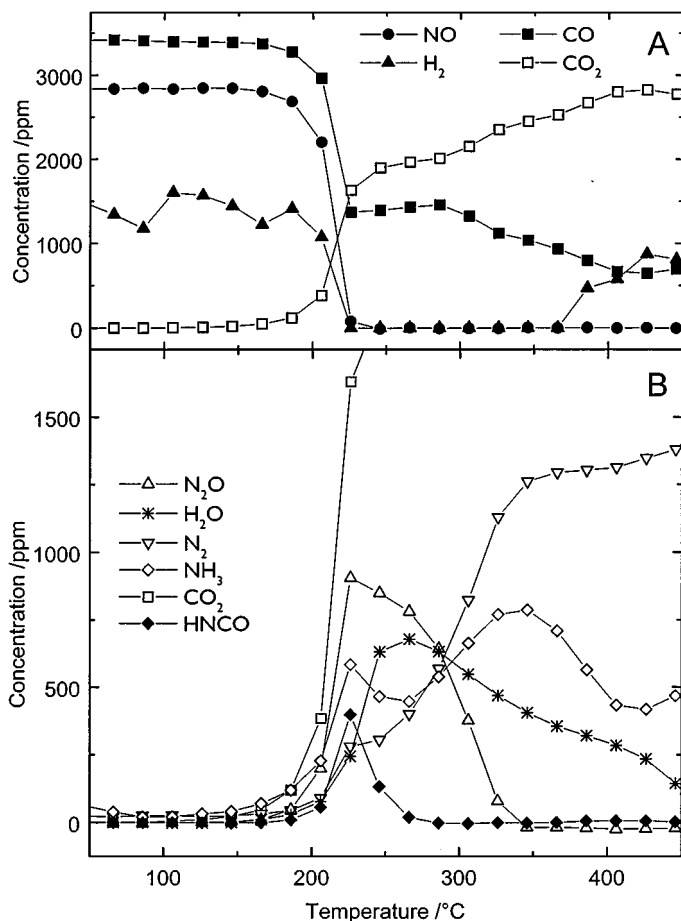 A
NO CO
H₂ CO₂
3000
2000
1000
0
Concentration /ppm
B
1500
1000
500
0
Concentration /ppm
N₂O
H₂O
N₂
NH₃
CO₂
HNCO
100 200 300 400
Temperature /°C